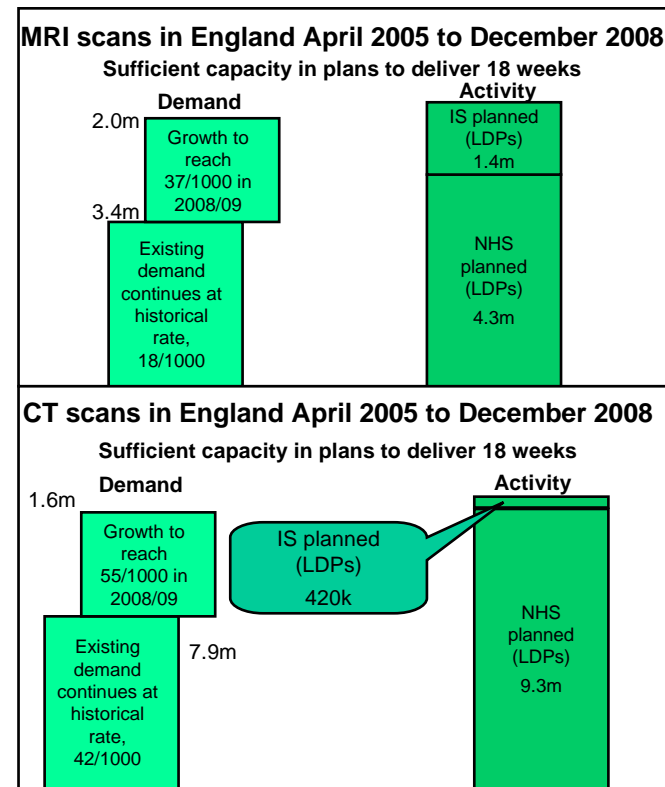 MRI scans in England April 2005 to December 2008
Sufficient capacity in plans to deliver 18 weeks
Demand
Activity
2.0m
Growth to
reach
37/1000 in
2008/09
3.4m
Existing
demand
continues at
historical
rate,
18/1000
IS planned
(LDPs)
1.4m
NHS
planned
(LDPs)
4.3m
CT scans in England April 2005 to December 2008
Sufficient capacity in plans to deliver 18 weeks
Demand
Activity
1.6m
Growth to
reach
55/1000 in
2008/09
7.9m
Existing
demand
continues at
historical
rate,
42/1000
IS planned
(LDPs)
420k
NHS
planned
(LDPs)
9.3m